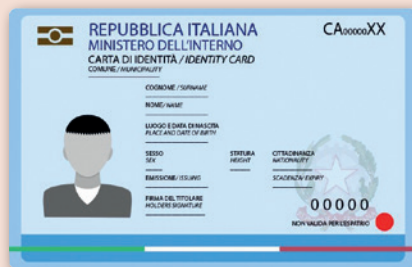 REPUBBLICA ITALIANA
CA00000XX
MINISTERO DELL'INTERNO
CARTA DI IDENTITÀ / IDENTITY CARD
COMUNE / MUNICIPALITY
COGNOME / SURNAME
NOME / NAME
LUOGO E DATA DI NASCITA
PLACE AND DATE OF BIRTH
SESSO STATURA CITTADINANZA
SEX HEIGHT NATIONALITY
EMISSIONE / ISSUING SCADENZA / EXPIRY
FIRMA DEL TITOLARE
HOLDERS SIGNATURE
00000
NON VALIDA PER L'ESPATRIO